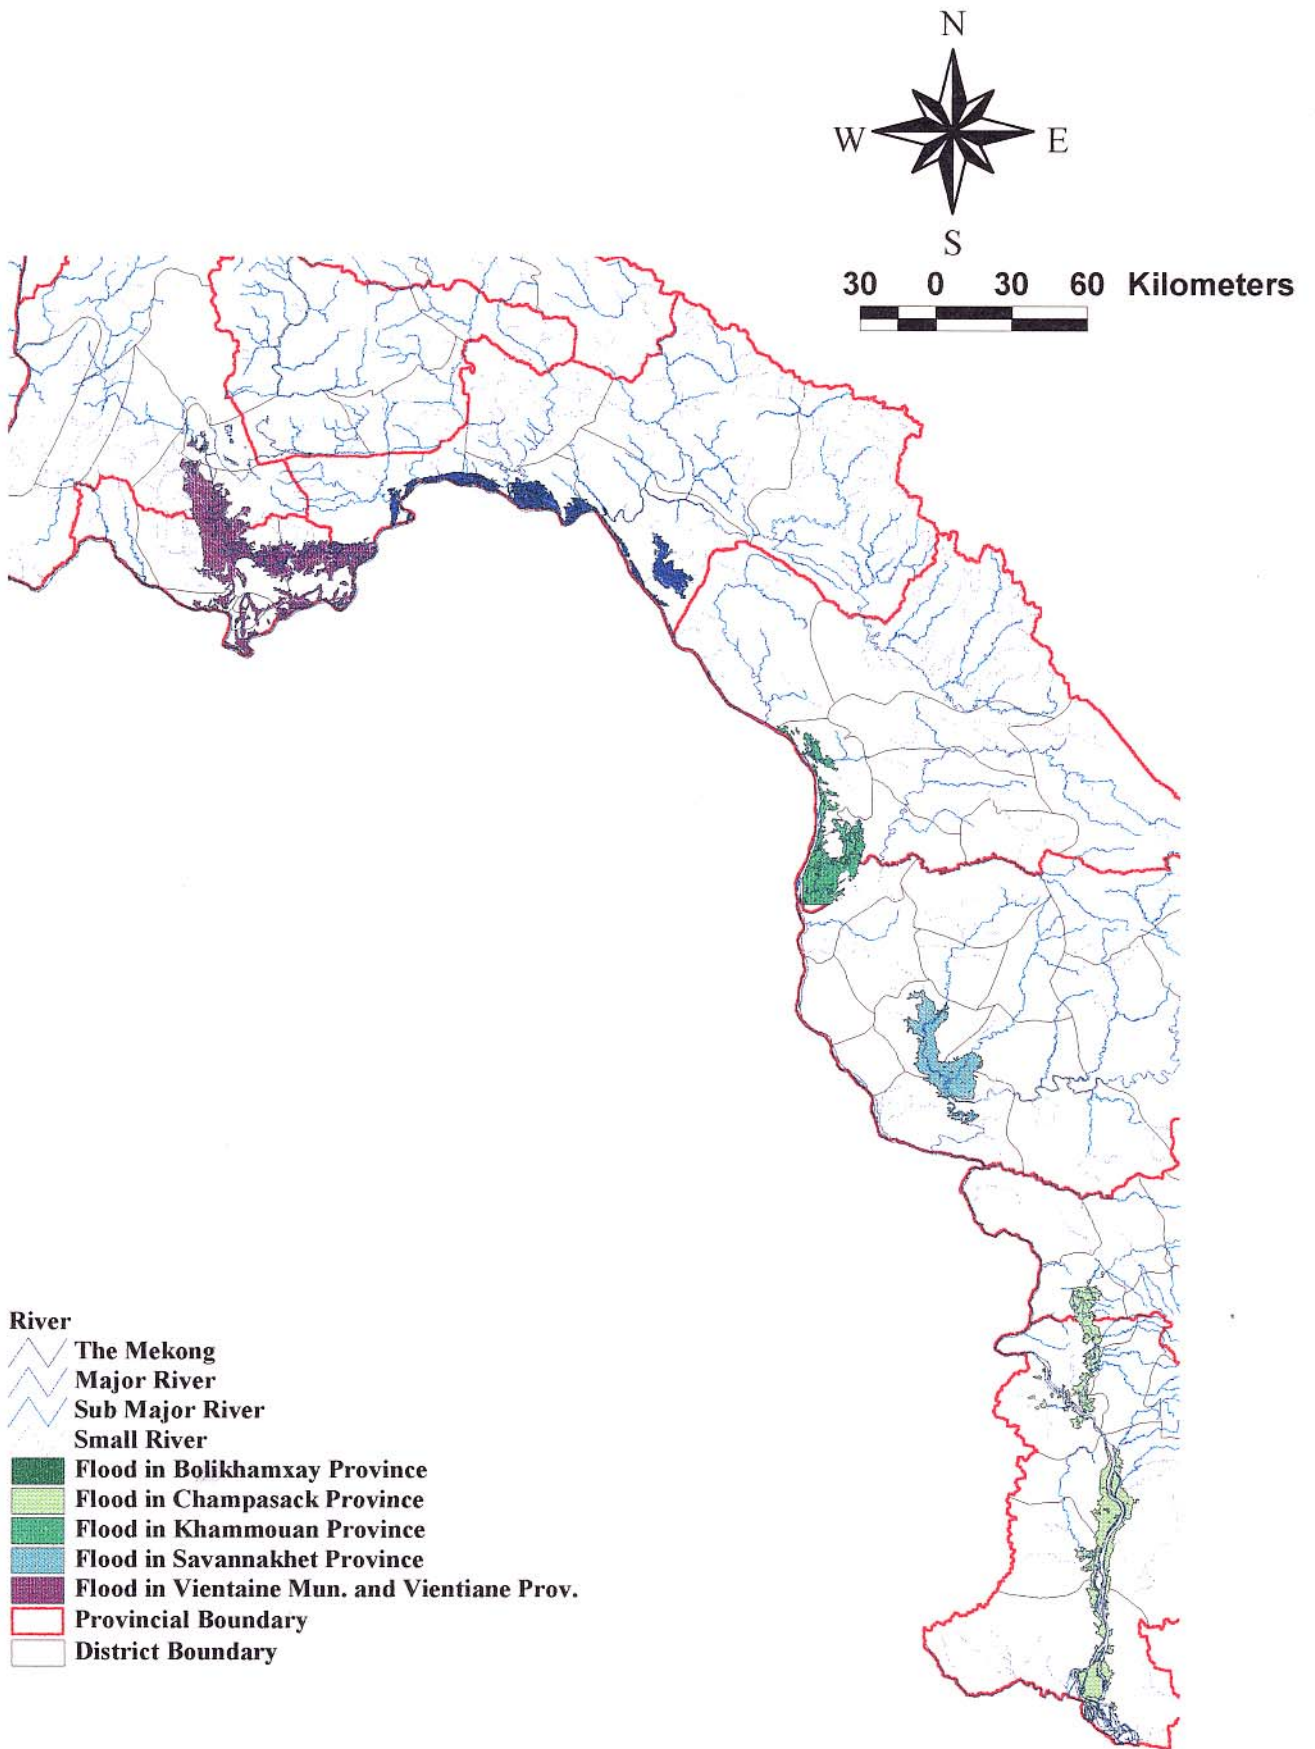 N
W E
S
30 0 30 60 Kilometers
River
The Mekong
Major River
Sub Major River
Small River
Flood in Bolikhamxay Province
Flood in Champasack Province
Flood in Khammouan Province
Flood in Savannakhet Province
Flood in Vientaine Mun. and Vientiane Prov.
Provincial Boundary
District Boundary